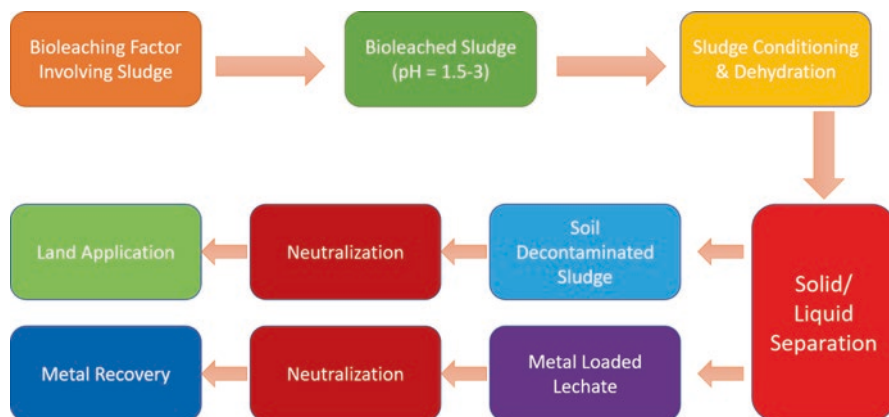 Bioleaching Factor
Involving Sludge
Bioleached Sludge
(pH = 1.5-3)
Sludge Conditioning
& Dehydration
Land Application
Neutralization
Soil
Decontaminated
Sludge
Solid/
Liquid
Separation
Metal Recovery
Neutralization
Metal Loaded
Lechate